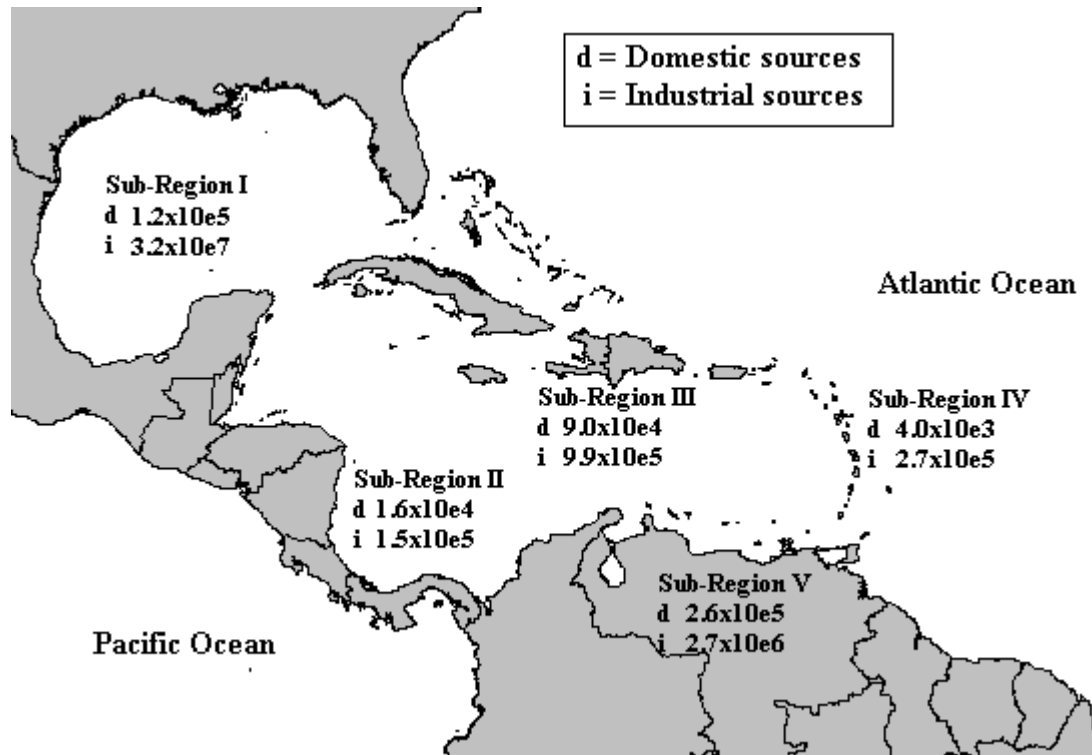 d = Domestic sources
i = Industrial sources
Sub-Region I
d 1.2x10e5
i 3.2x10e7
Atlantic Ocean
Sub-Region III
d 9.0x10e4
i 9.9x10e5
Sub-Region IV
d 4.0x10e3
i 2.7x10e5
Sub-Region II
d 1.6x10e4
i 1.5x10e5
Sub-Region V
d 2.6x10e5
i 2.7x10e6
Pacific Ocean